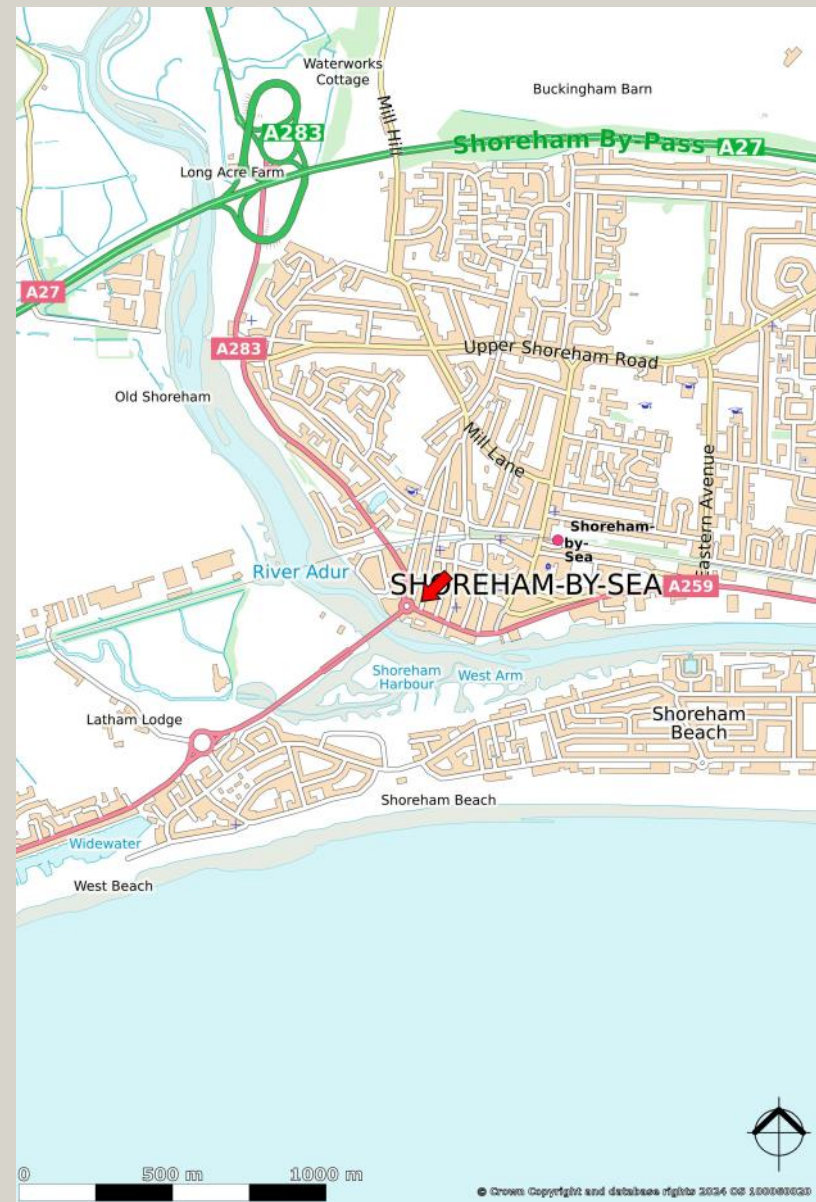 Waterworks
Cottage
Buckingham Barn
Mill Hill
A283
Shoreham By-Pass A27
Long Acre Farm
A27
A283
Upper Shoreham Road
Old Shoreham
Mill Lane
Eastern Avenue
Shoreham-
by-
Sea
River Adur
SHOREHAM-BY-SEA
A259
Shoreham
Harbour
West Arm
Latham Lodge
Shoreham
Beach
Shoreham Beach
Widewater
West Beach
0 500 m 1000 m
© Crown Copyright and database rights 2024 OS 100060020